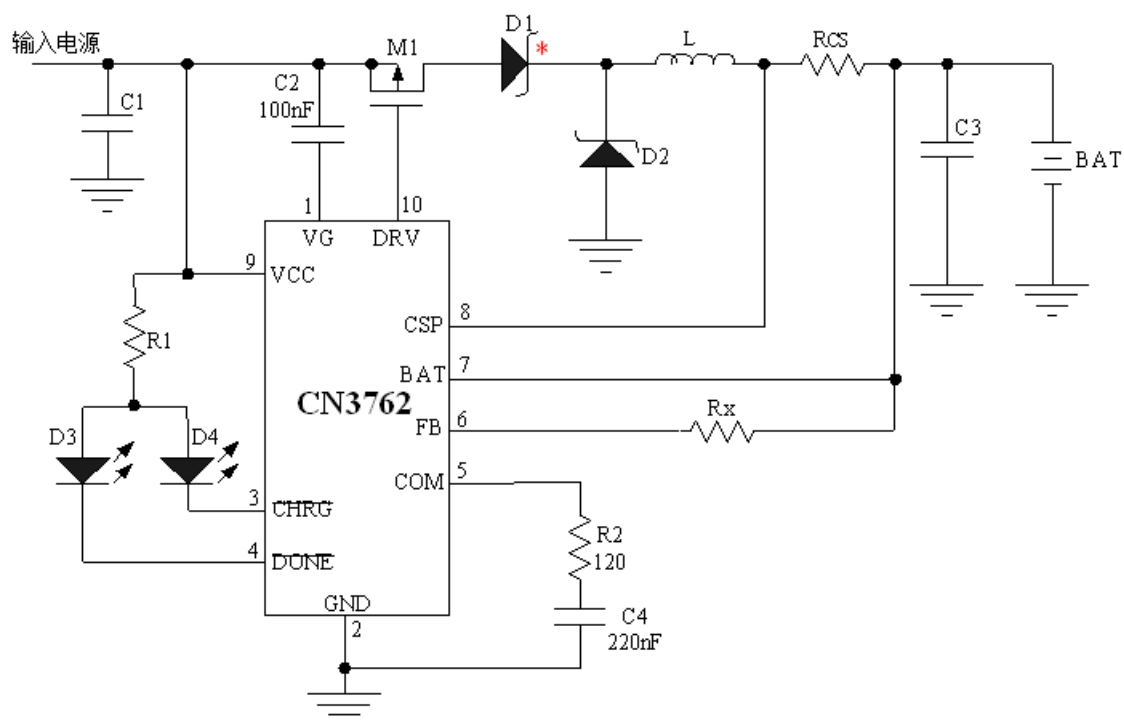 输入电源
D1
*
M1
L
RCS
C1
C2
100nF
D2
C3
BAT
1
10
VG
DRV
9
VCC
CSP
8
R1
BAT
7
CN3762
FB
6
Rx
D3
D4
COM
5
3
CHRG
R2
120
4
DONE
GND
2
C4
220nF